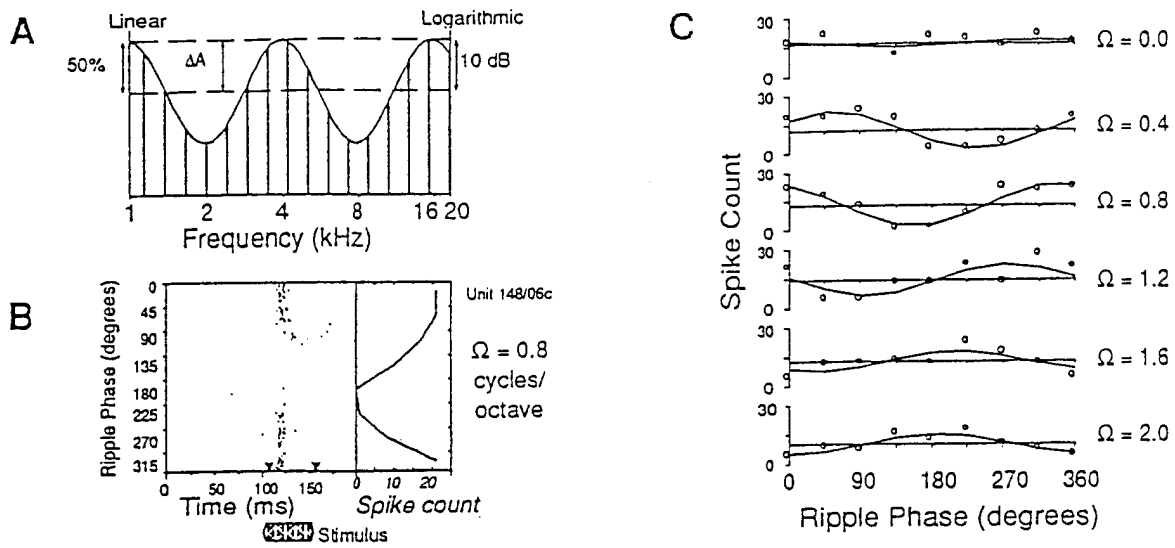 A
Linear
Logarithmic
50%
ΔA
10 dB
1 2 4 8 16 20
Frequency (kHz)
B
Ripple Phase (degrees)
0
45
90
135
180
225
270
315
0 50 100 150
Time (ms)
0 10 20
Spike count
Stimulus
Unit 148/06c
Ω = 0.8
cycles/
octave
C
Spike Count
30
0
Ω = 0.0
30
0
Ω = 0.4
30
0
Ω = 0.8
30
0
Ω = 1.2
30
0
Ω = 1.6
30
0
Ω = 2.0
0 90 180 270 360
Ripple Phase (degrees)